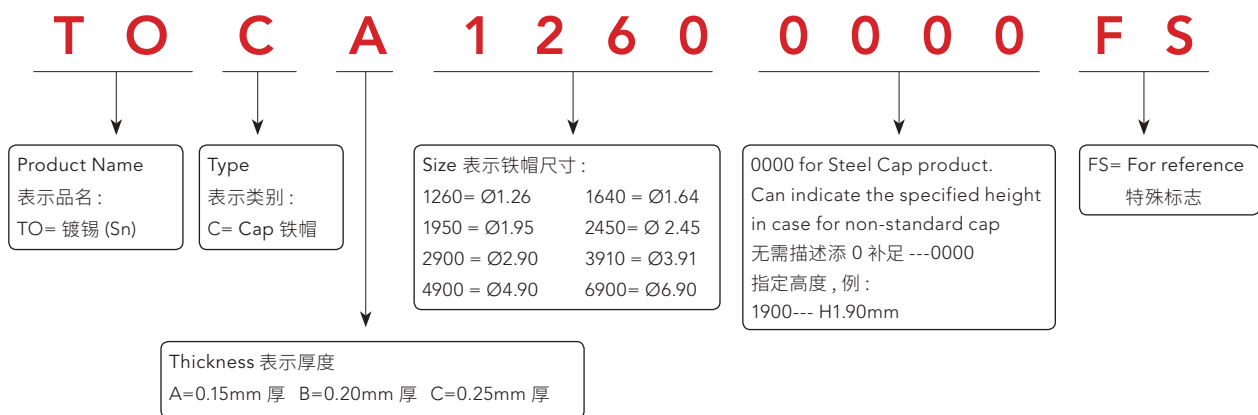 T O C A 1 2 6 0 0 0 0 0 F S
Product Name
表示品名 :
TO= 镀锡 (Sn)
Type
表示类别 :
C= Cap 铁帽
Size 表示铁帽尺寸 :
1260= Ø1.26 1640 = Ø1.64
1950 = Ø1.95 2450= Ø 2.45
2900 = Ø2.90 3910 = Ø3.91
4900 = Ø4.90 6900= Ø6.90
0000 for Steel Cap product.
Can indicate the specified height
in case for non-standard cap
无需描述添 0 补足 ---0000
指定高度 , 例 :
1900--- H1.90mm
FS= For reference
特殊标志
Thickness 表示厚度
A=0.15mm 厚 B=0.20mm 厚 C=0.25mm 厚